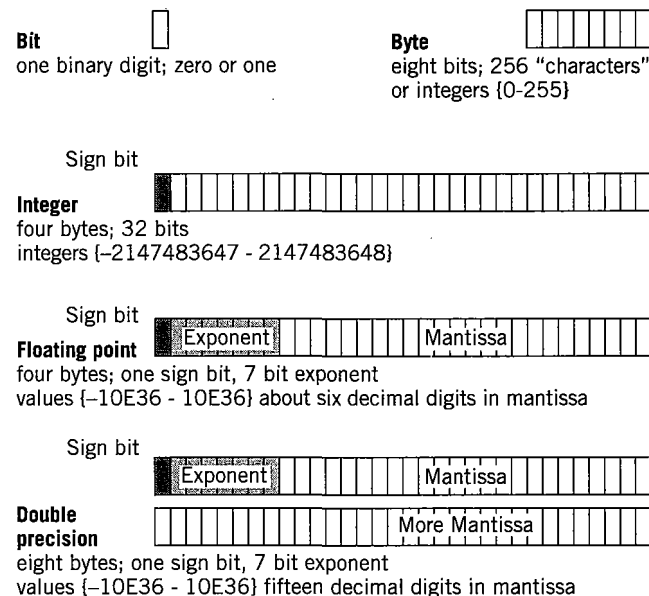 Bit
one binary digit; zero or one
Byte
eight bits; 256 “characters”
or integers {0-255}
Sign bit
Integer
four bytes; 32 bits
integers {–2147483647 - 2147483648}
Sign bit
Exponent
Mantissa
Floating point
four bytes; one sign bit, 7 bit exponent
values {–10E36 - 10E36} about six decimal digits in mantissa
Sign bit
Exponent
Mantissa
Double
precision
More Mantissa
eight bytes; one sign bit, 7 bit exponent
values {–10E36 - 10E36} fifteen decimal digits in mantissa